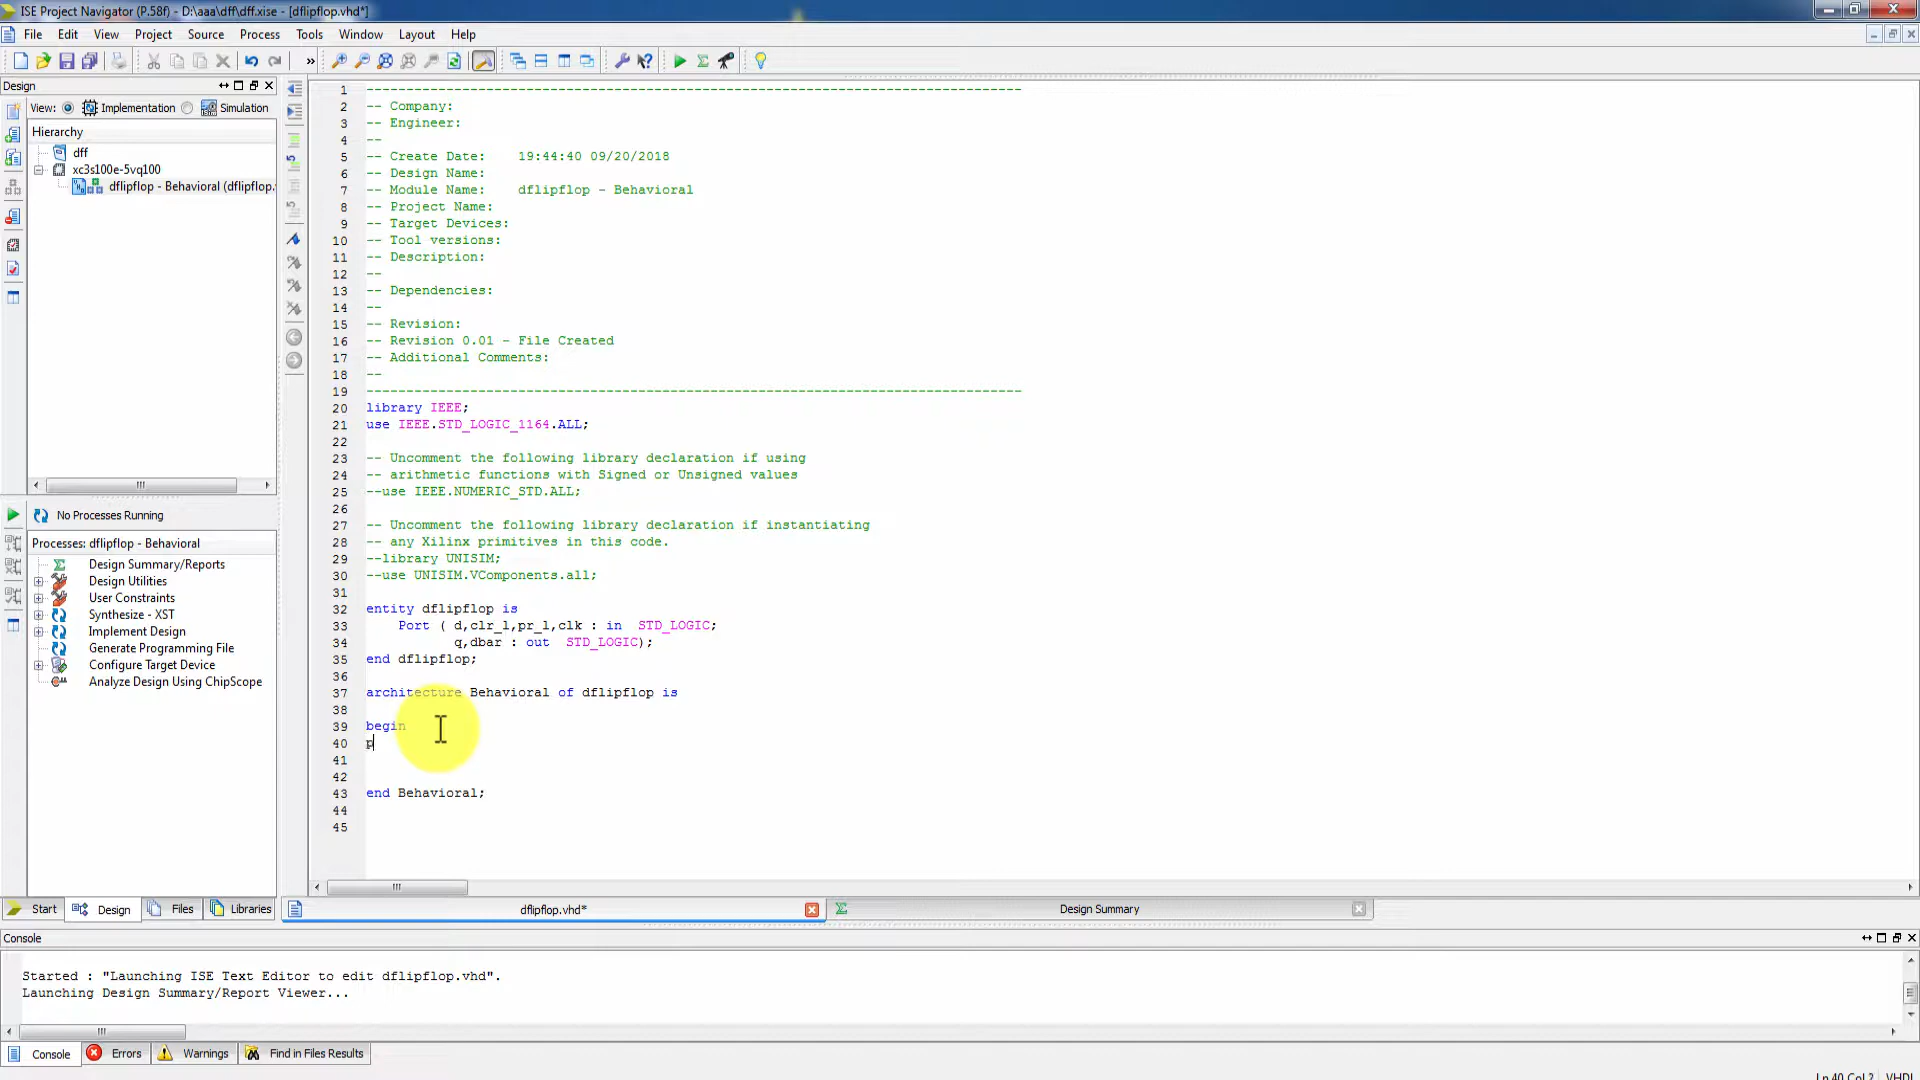 ISE Project Navigator (P.58f) - D:\aaa\dff\dff.xise - [dflipflop.vhd*]
File Edit View Project Source Process Tools Window Layout Help
Design
View: Implementation Simulation
Hierarchy
dff
xc3s100e-5vq100
dflipflop - Behavioral (dflipflop.
No Processes Running
Processes: dflipflop - Behavioral
Design Summary/Reports
Design Utilities
User Constraints
Synthesize - XST
Implement Design
Generate Programming File
Configure Target Device
Analyze Design Using ChipScope
Start Design Files Libraries
1 --------------------------------------------------------------------------------
2 -- Company:
3 -- Engineer:
4 --
5 -- Create Date: 19:44:40 09/20/2018
6 -- Design Name:
7 -- Module Name: dflipflop - Behavioral
8 -- Project Name:
9 -- Target Devices:
10 -- Tool versions:
11 -- Description:
12 --
13 -- Dependencies:
14 --
15 -- Revision:
16 -- Revision 0.01 - File Created
17 -- Additional Comments:
18 --
19 --------------------------------------------------------------------------------
20 library IEEE;
21 use IEEE.STD_LOGIC_1164.ALL;
22
23 -- Uncomment the following library declaration if using
24 -- arithmetic functions with Signed or Unsigned values
25 --use IEEE.NUMERIC_STD.ALL;
26
27 -- Uncomment the following library declaration if instantiating
28 -- any Xilinx primitives in this code.
29 --library UNISIM;
30 --use UNISIM.VComponents.all;
31
32 entity dflipflop is
33 Port ( d,clr_l,pr_l,clk : in STD_LOGIC;
34 q,dbar : out STD_LOGIC);
35 end dflipflop;
36
37 architecture Behavioral of dflipflop is
38
39 begin
40 p
41
42
43 end Behavioral;
44
45
dflipflop.vhd* Design Summary
Console
Started : "Launching ISE Text Editor to edit dflipflop.vhd".
Launching Design Summary/Report Viewer...
Console Errors Warnings Find in Files Results
Ln 40 Col 2 VHDL